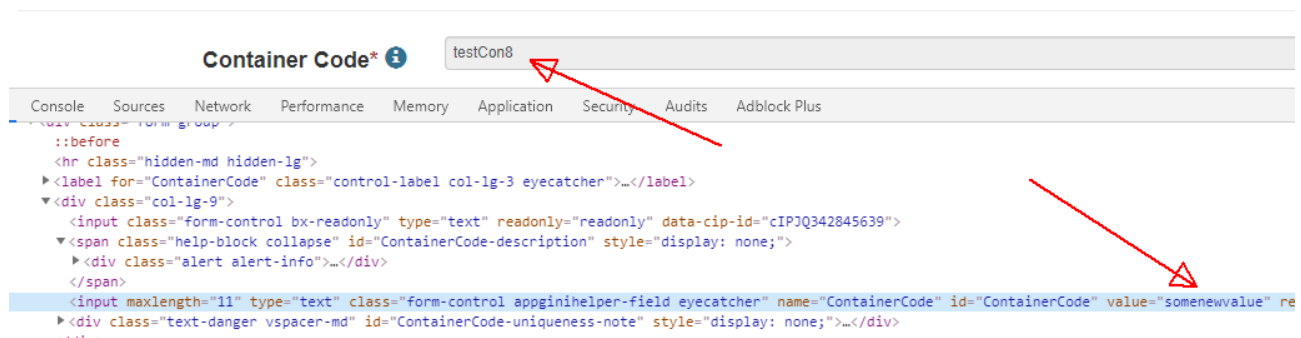 Container Code*
testCon8
Console Sources Network Performance Memory Application Security Audits Adblock Plus
<div class="form-group">
::before
<hr class="hidden-md hidden-lg">
<label for="ContainerCode" class="control-label col-lg-3 eyecatcher">…</label>
<div class="col-lg-9">
<input class="form-control bx-readonly" type="text" readonly="readonly" data-cip-id="cIPJQ342845639">
<span class="help-block collapse" id="ContainerCode-description" style="display: none;">
<div class="alert alert-info">…</div>
</span>
<input maxlength="11" type="text" class="form-control appginihelper-field eyecatcher" name="ContainerCode" id="ContainerCode" value="somenewvalue" re
<div class="text-danger vspacer-md" id="ContainerCode-uniqueness-note" style="display: none;">…</div>